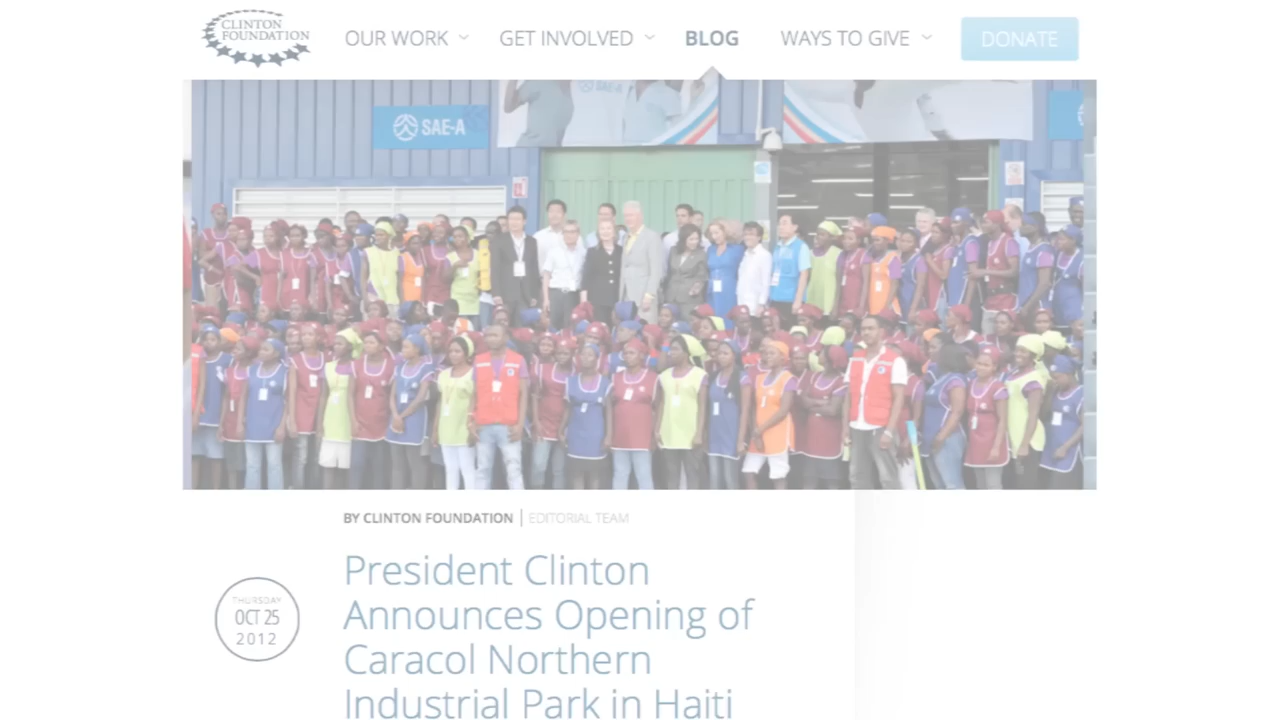 CLINTON
FOUNDATION
OUR WORK
GET INVOLVED
BLOG
WAYS TO GIVE
DONATE
SAE-A
SAE-A
BY CLINTON FOUNDATION | EDITORIAL TEAM
THURSDAY
OCT 25
2012
President Clinton
Announces Opening of
Caracol Northern
Industrial Park in Haiti